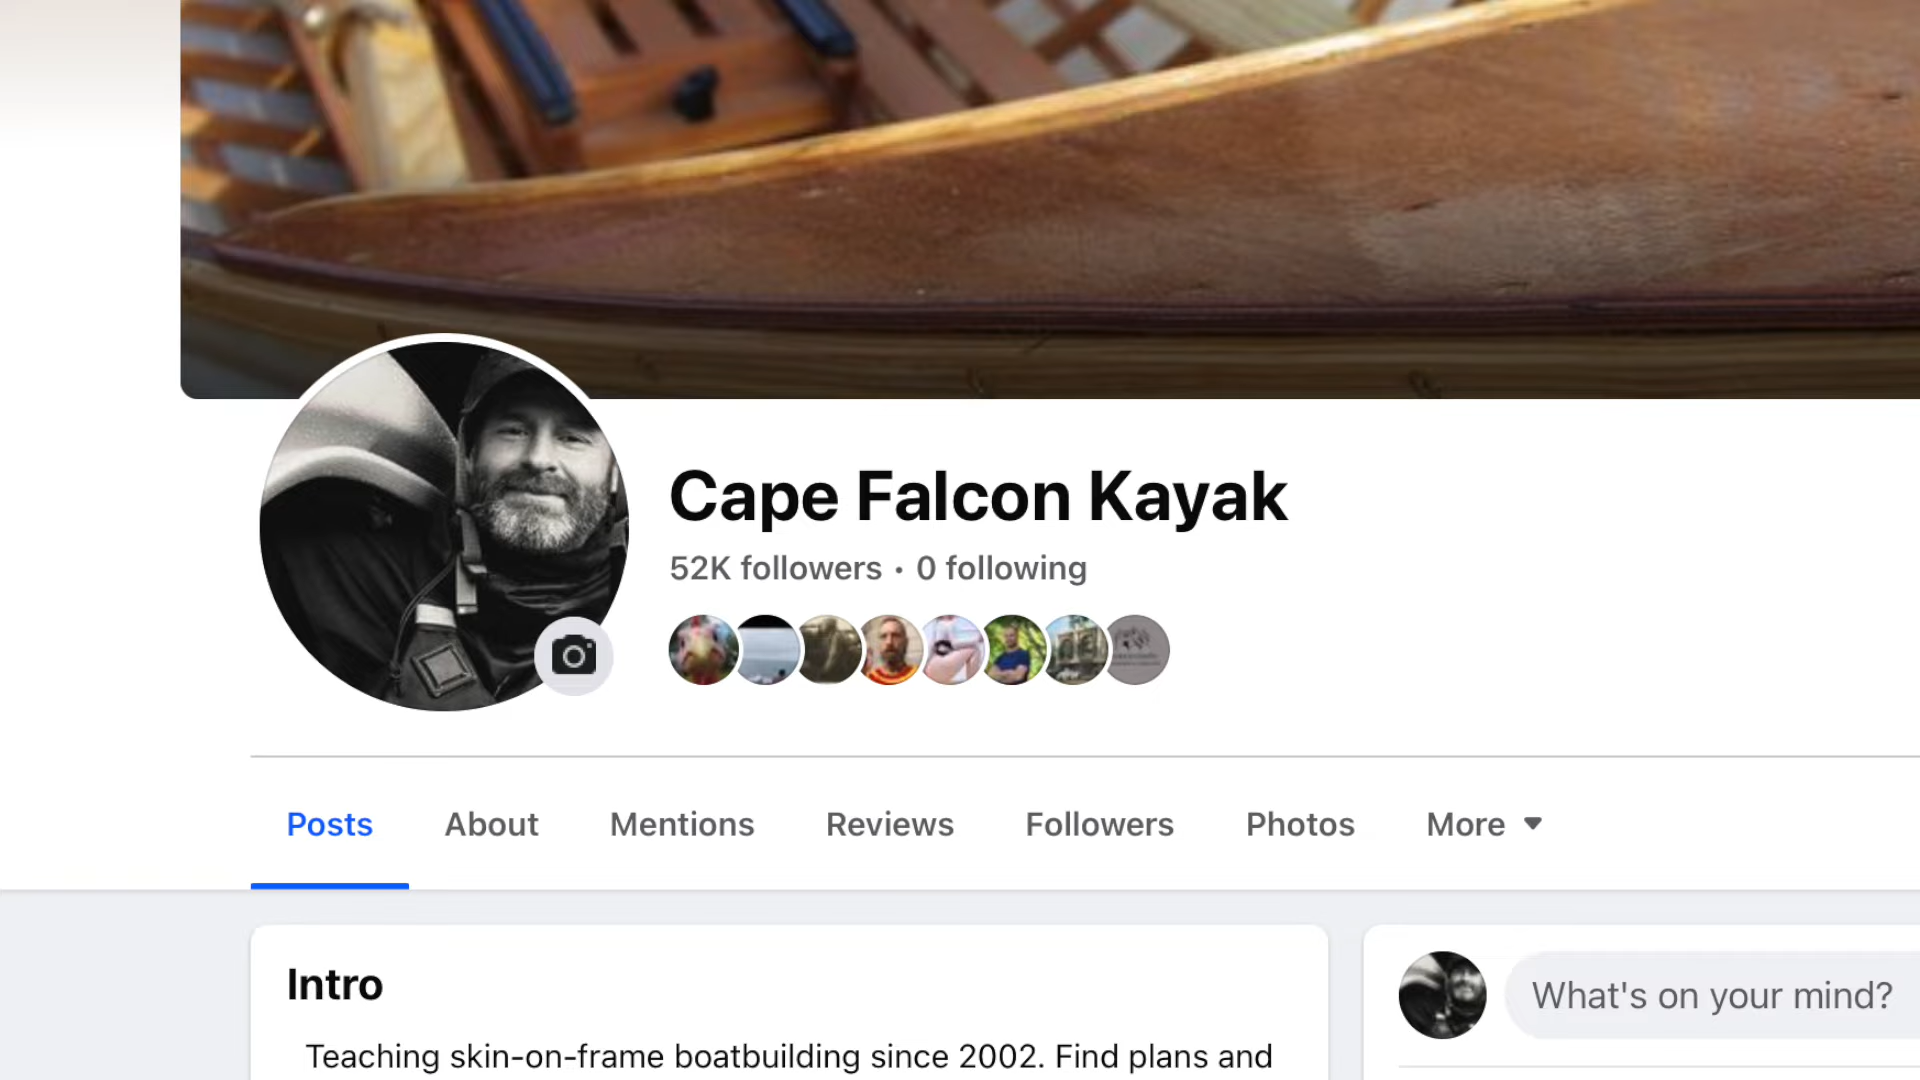 Cape Falcon Kayak
52K followers • 0 following
Posts About Mentions Reviews Followers Photos More
Intro
What's on your mind?
Teaching skin-on-frame boatbuilding since 2002. Find plans and